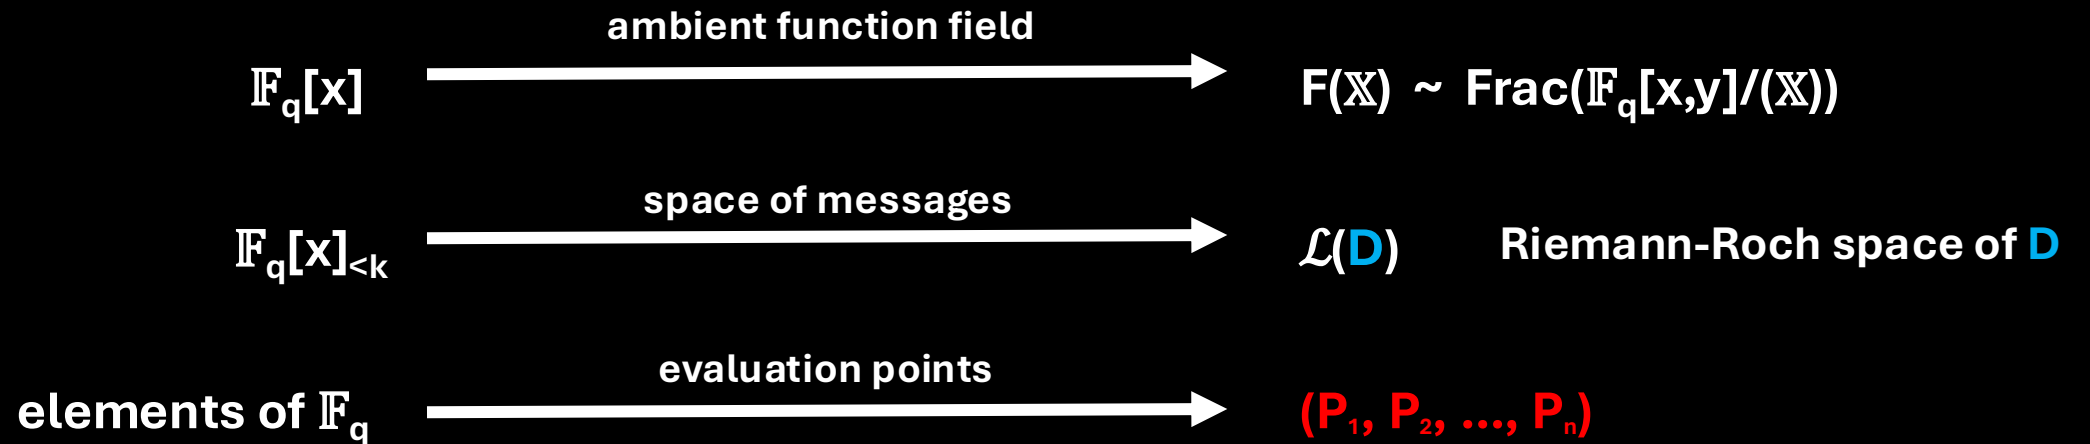 ambient function field
𝔽q[x] F(𝕏) ~ Frac(𝔽q[x,y]/(𝕏))
space of messages
𝔽q[x]<k ℒ(D) Riemann-Roch space of D
evaluation points
elements of 𝔽q (P1, P2, ..., Pn)